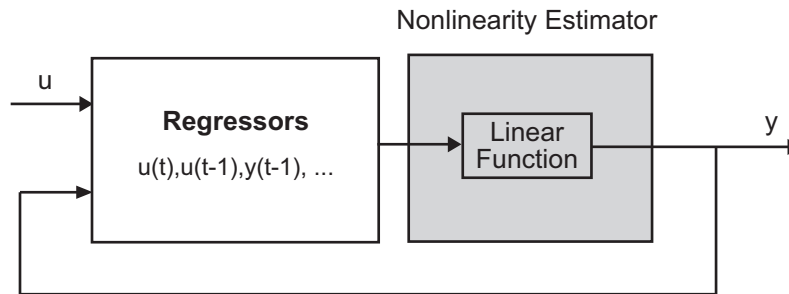 Nonlinearity Estimator
u
Regressors
u(t),u(t-1),y(t-1), ...
Linear
Function
y